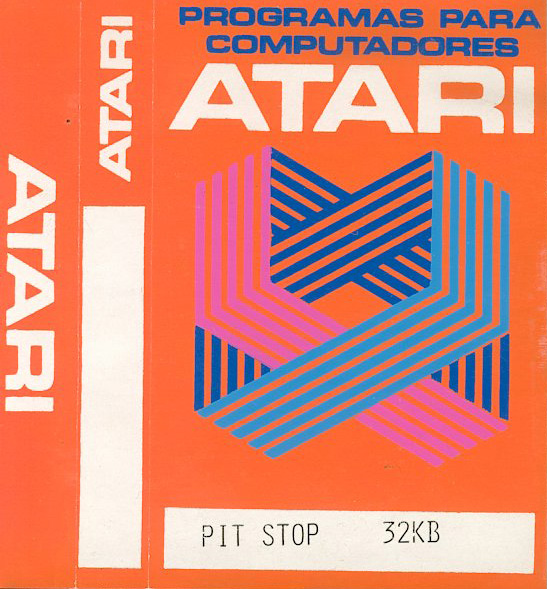 ATARI
ATARI
PROGRAMAS PARA
COMPUTADORES
ATARI
PIT STOP 32KB